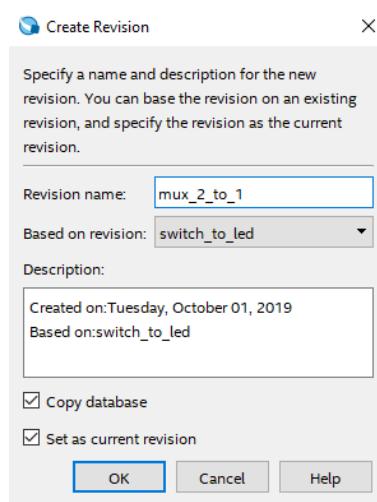 Create Revision
Specify a name and description for the new
revision. You can base the revision on an existing
revision, and specify the revision as the current
revision.
Revision name: mux_2_to_1
Based on revision: switch_to_led
Description:
Created on:Tuesday, October 01, 2019
Based on:switch_to_led
Copy database
Set as current revision
OK Cancel Help